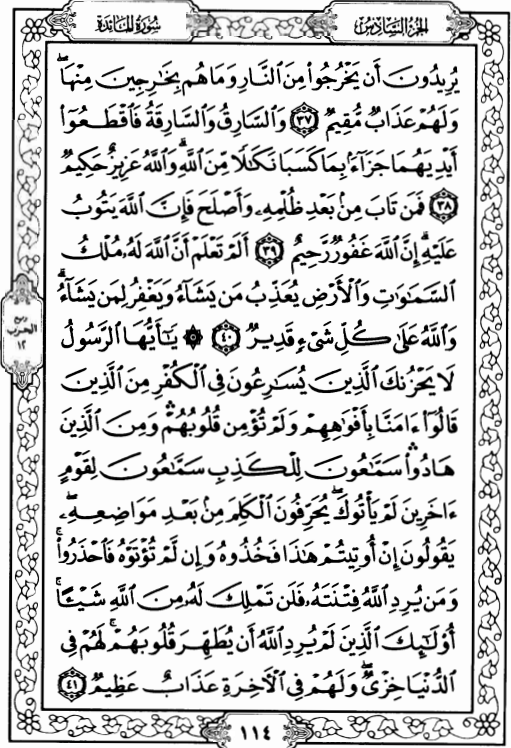 الجزء السادس
سورة المائدة
يُرِيدُونَ أَن يَخْرُجُوا۟ مِنَ ٱلنَّارِ وَمَا هُم بِخَٰرِجِينَ مِنْهَا ۖ
وَلَهُمْ عَذَابٌ مُّقِيمٌ ٣٧ وَٱلسَّارِقُ وَٱلسَّارِقَةُ فَٱقْطَعُوٓا۟
أَيْدِيَهُمَا جَزَآءًۢ بِمَا كَسَبَا نَكَٰلًا مِّنَ ٱللَّهِ ۗ وَٱللَّهُ عَزِيزٌ حَكِيمٌ
٣٨ فَمَن تَابَ مِنۢ بَعْدِ ظُلْمِهِۦ وَأَصْلَحَ فَإِنَّ ٱللَّهَ يَتُوبُ
عَلَيْهِ ۗ إِنَّ ٱللَّهَ غَفُورٌ رَّحِيمٌ ٣٩ أَلَمْ تَعْلَمْ أَنَّ ٱللَّهَ لَهُۥ مُلْكُ
ٱلسَّمَٰوَٰتِ وَٱلْأَرْضِ يُعَذِّبُ مَن يَشَآءُ وَيَغْفِرُ لِمَن يَشَآءُ ۗ
وَٱللَّهُ عَلَىٰ كُلِّ شَىْءٍ قَدِيرٌ ٤٠ ۞ يَٰٓأَيُّهَا ٱلرَّسُولُ
لَا يَحْزُنكَ ٱلَّذِينَ يُسَٰرِعُونَ فِى ٱلْكُفْرِ مِنَ ٱلَّذِينَ
قَالُوٓا۟ ءَامَنَّا بِأَفْوَٰهِهِمْ وَلَمْ تُؤْمِن قُلُوبُهُمْ ۛ وَمِنَ ٱلَّذِينَ
هَادُوا۟ ۛ سَمَّٰعُونَ لِلْكَذِبِ سَمَّٰعُونَ لِقَوْمٍ
ءَاخَرِينَ لَمْ يَأْتُوكَ ۖ يُحَرِّفُونَ ٱلْكَلِمَ مِنۢ بَعْدِ مَوَاضِعِهِۦ ۖ
يَقُولُونَ إِنْ أُوتِيتُمْ هَٰذَا فَخُذُوهُ وَإِن لَّمْ تُؤْتَوْهُ فَٱحْذَرُوا۟ ۚ
وَمَن يُرِدِ ٱللَّهُ فِتْنَتَهُۥ فَلَن تَمْلِكَ لَهُۥ مِنَ ٱللَّهِ شَيْـًٔا ۚ
أُو۟لَٰٓئِكَ ٱلَّذِينَ لَمْ يُرِدِ ٱللَّهُ أَن يُطَهِّرَ قُلُوبَهُمْ ۚ لَهُمْ فِى
ٱلدُّنْيَا خِزْىٌ ۖ وَلَهُمْ فِى ٱلْءَاخِرَةِ عَذَابٌ عَظِيمٌ ٤١
ربع
الحزب
١٢
١١٤